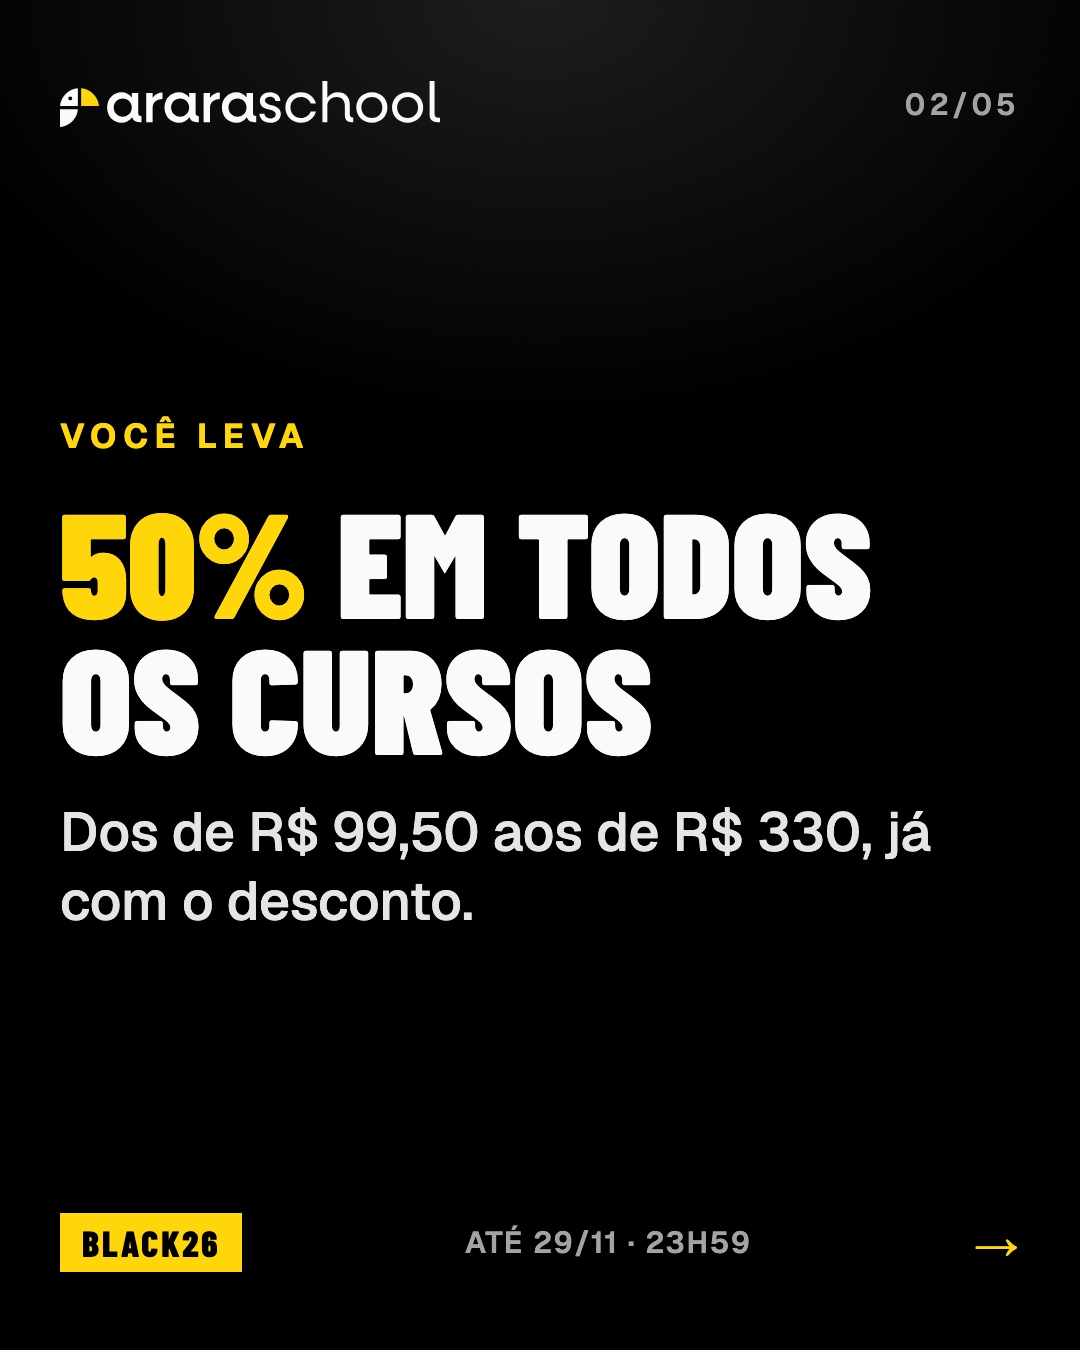 araraschool
02/05
VOCÊ LEVA
50% EM TODOS
OS CURSOS
Dos de R$ 99,50 aos de R$ 330, já
com o desconto.
BLACK26
ATÉ 29/11 · 23H59
→